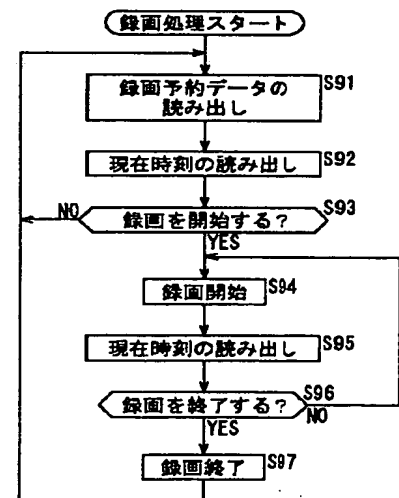 録画処理スタート
録画予約データの
読み出し
S91
現在時刻の読み出し
S92
録画を開始する?
S93
NO
YES
録画開始
S94
現在時刻の読み出し
S95
録画を終了する?
S96
NO
YES
録画終了
S97